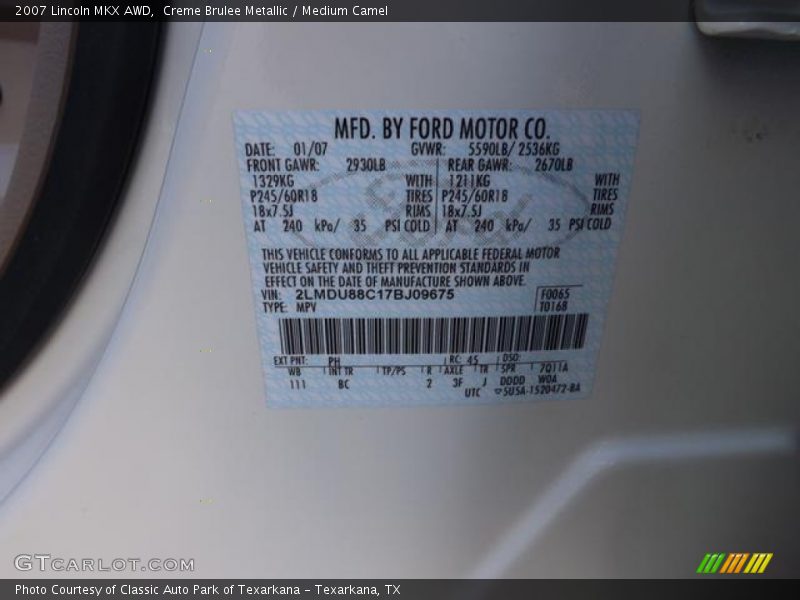 2007 Lincoln MKX AWD,  Creme Brulee Metallic / Medium Camel
MFD. BY FORD MOTOR CO.
DATE: 01/07 GVWR: 5590LB/ 2536KG
FRONT GAWR: 2930LB REAR GAWR: 2670LB
1329KG WITH 1211KG WITH
P245/60R18 TIRES P245/60R18 TIRES
18x7.5J RIMS 18x7.5J RIMS
AT 240 kPa/ 35 PSI COLD AT 240 kPa/ 35 PSI COLD
THIS VEHICLE CONFORMS TO ALL APPLICABLE FEDERAL MOTOR
VEHICLE SAFETY AND THEFT PREVENTION STANDARDS IN
EFFECT ON THE DATE OF MANUFACTURE SHOWN ABOVE.
VIN: 2LMDU88C17BJ09675 F0065
TYPE: MPV T0168
EXT PNT: PH RC: 45 DSO:
WB INT TR TP/PS R AXLE TR SPR 7Q11A
111 BC 2 3F J DDDD W0A
UTC 5U5A-1520472-BA
GTCARLOT.COM
Photo Courtesy of Classic Auto Park of Texarkana – Texarkana, TX